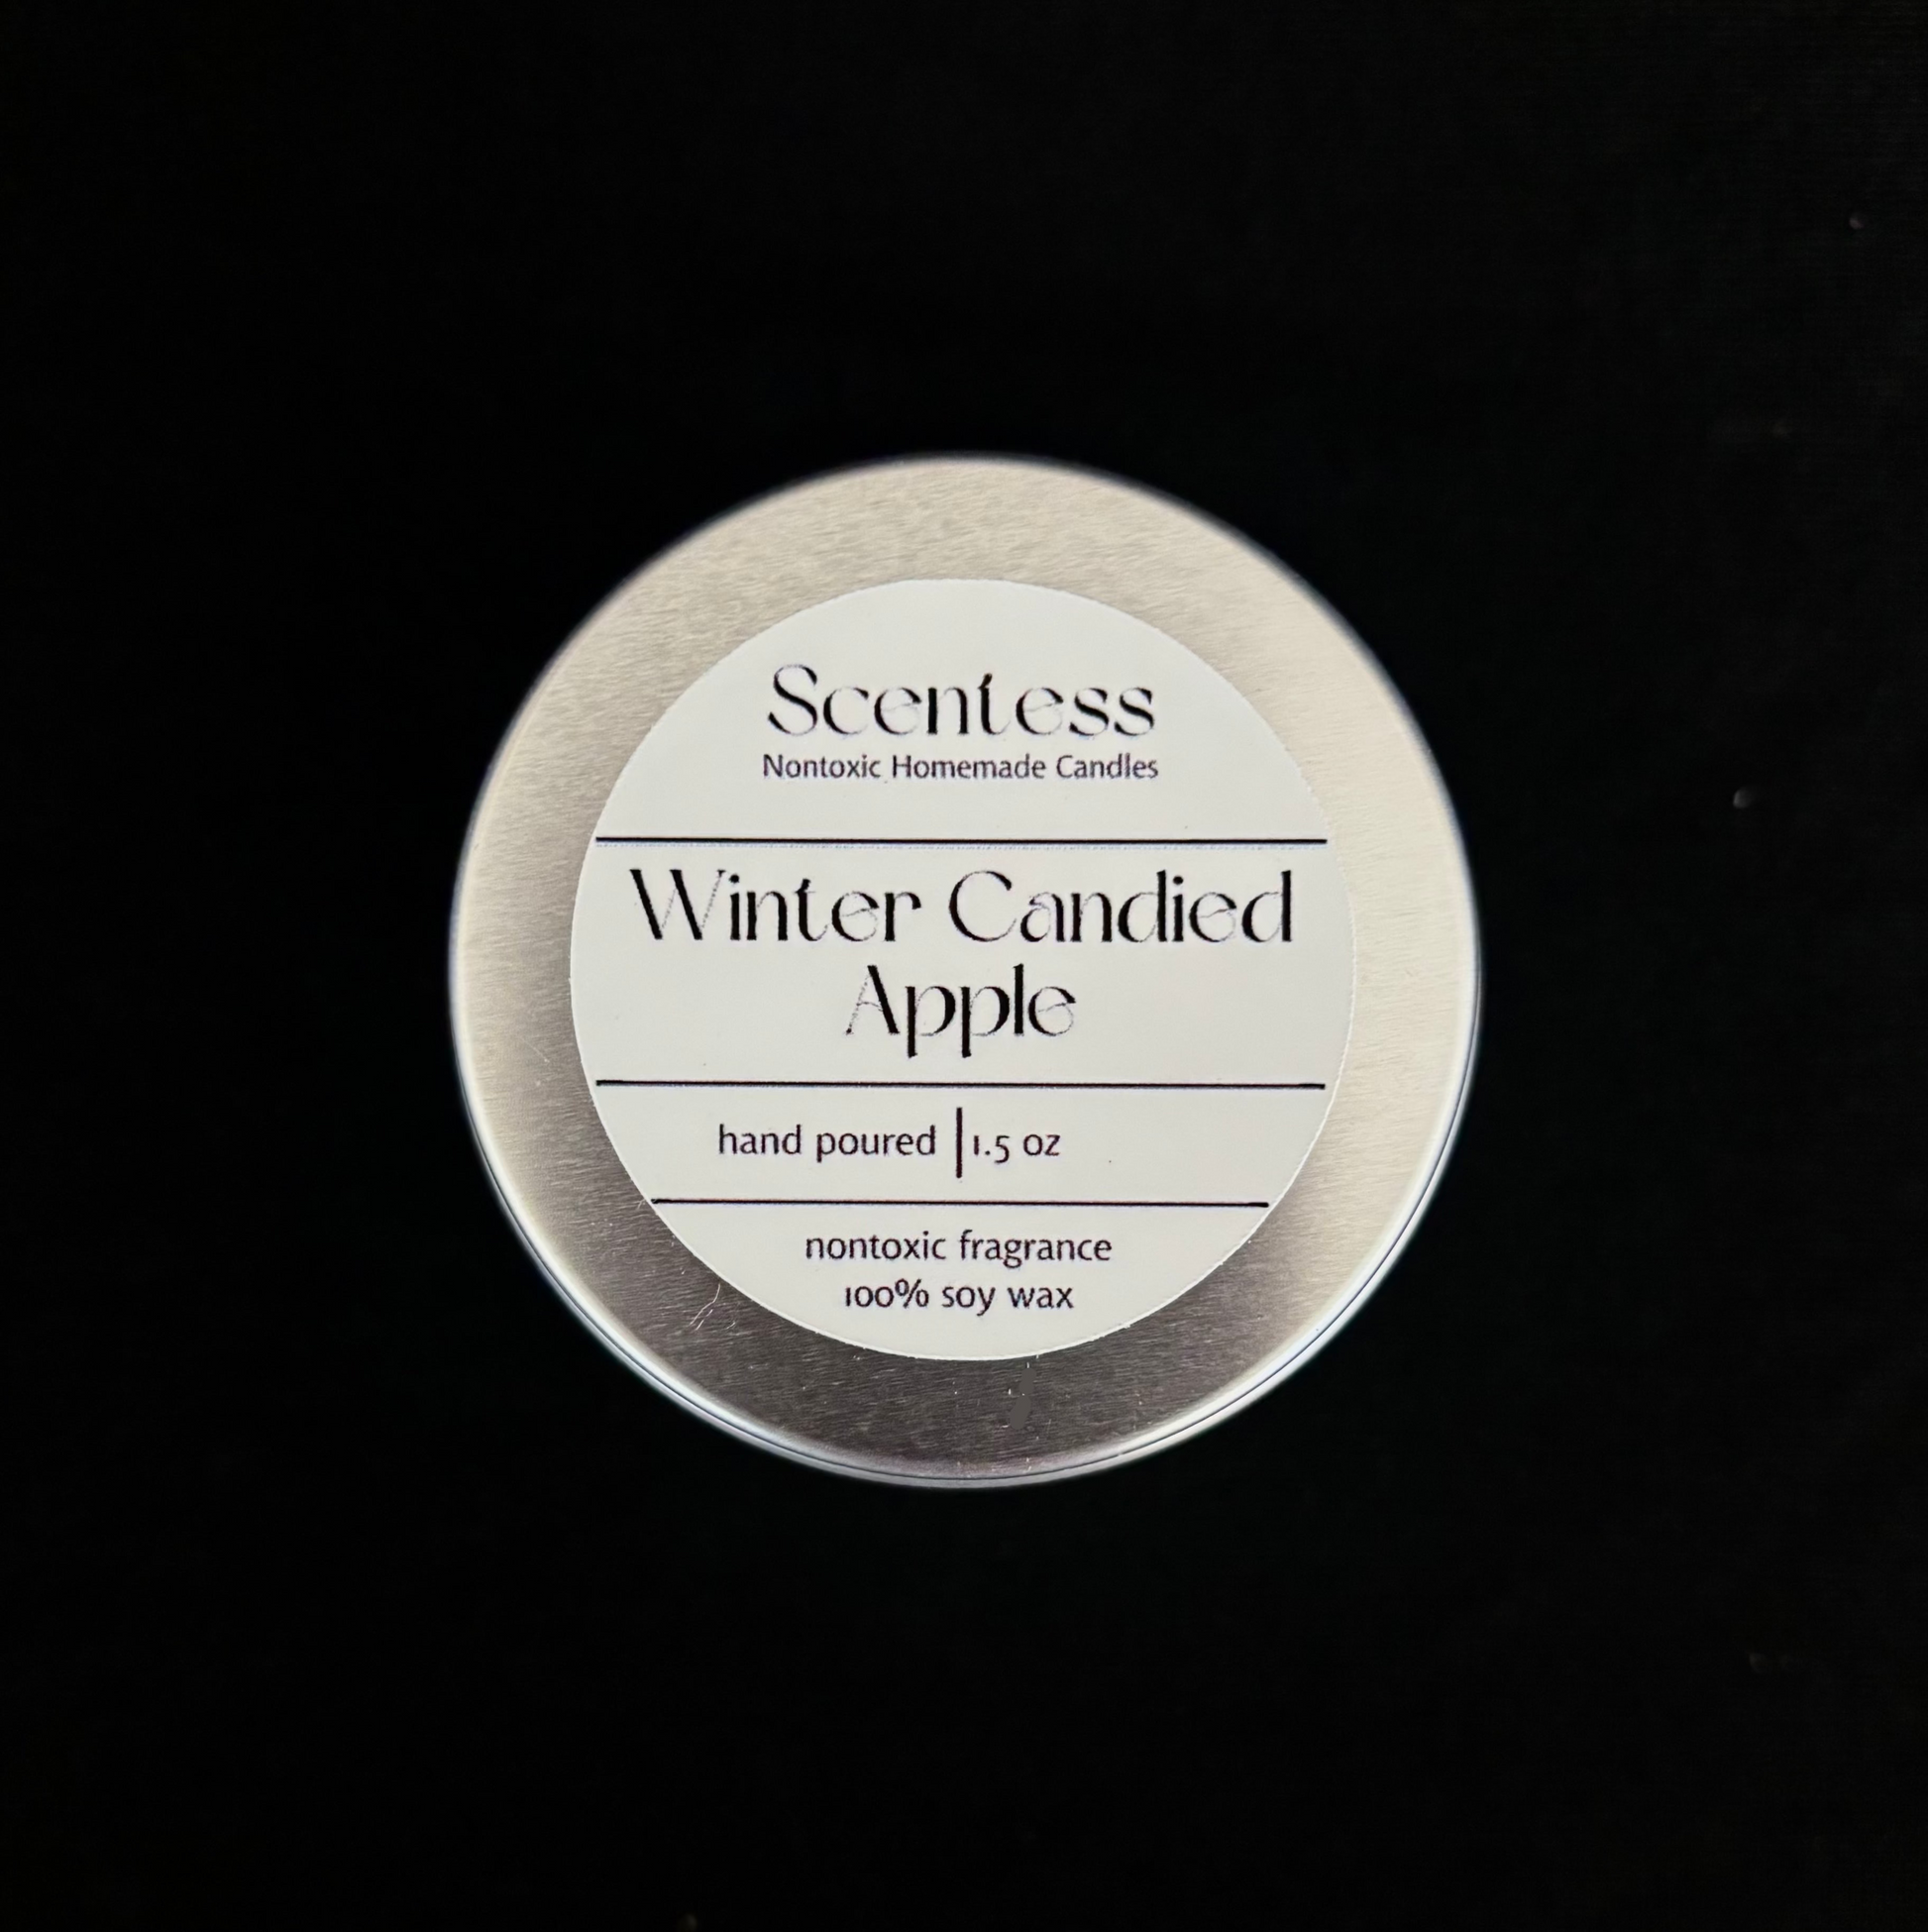 Scentess
Nontoxic Homemade Candles
Winter Candied
Apple
hand poured | 1.5 oz
nontoxic fragrance
100% soy wax